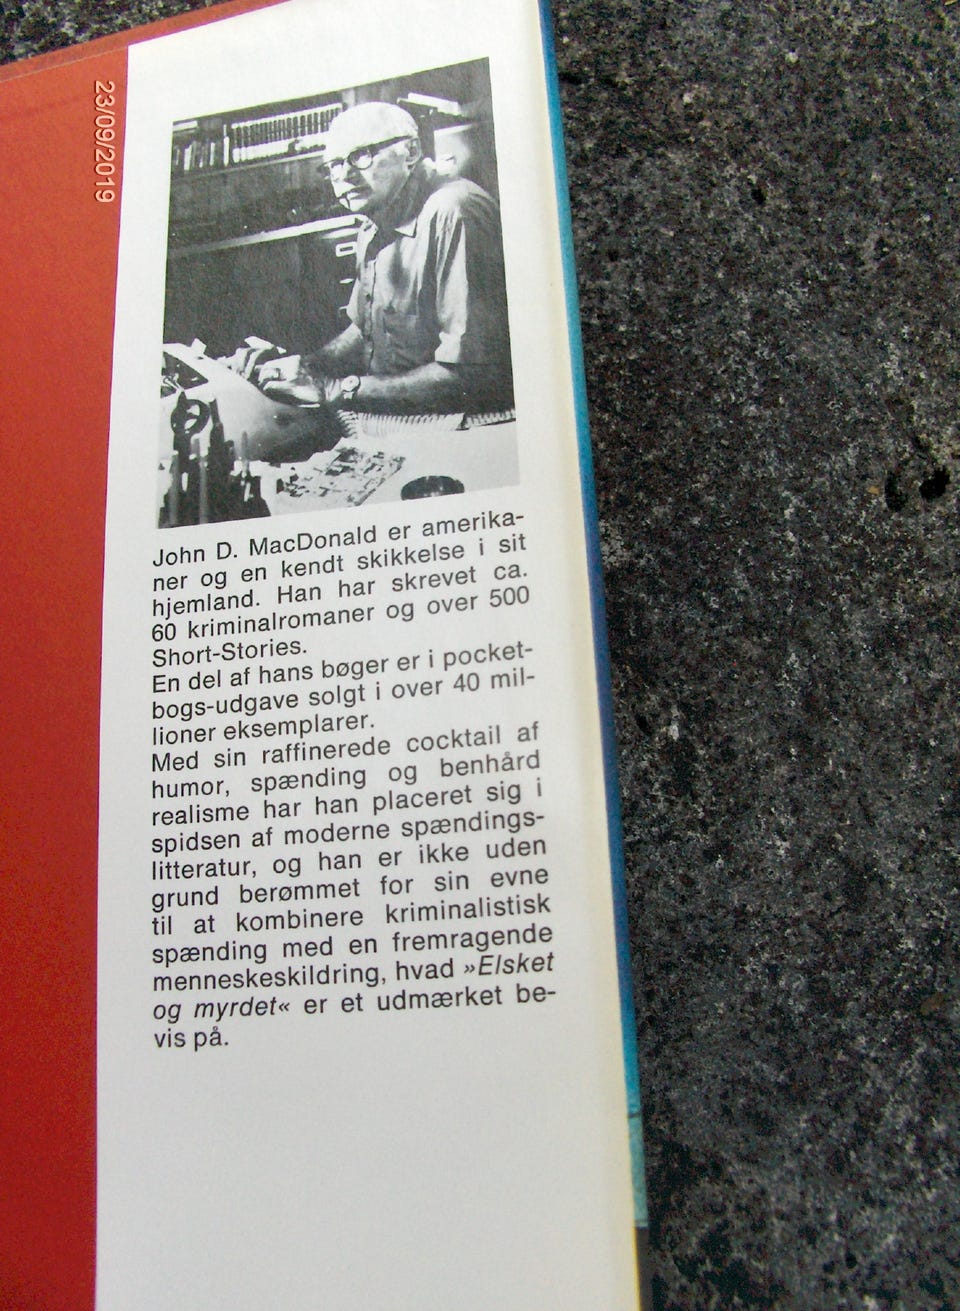 23/09/2019
John D. MacDonald er amerika-
ner og en kendt skikkelse i sit
hjemland. Han har skrevet ca.
60 kriminalromaner og over 500
Short-Stories.
En del af hans bøger er i pocket-
bogs-udgave solgt i over 40 mil-
lioner eksemplarer.
Med sin raffinerede cocktail af
humor, spænding og benhård
realisme har han placeret sig i
spidsen af moderne spændings-
litteratur, og han er ikke uden
grund berømmet for sin evne
til at kombinere kriminalistisk
spænding med en fremragende
menneskeskildring, hvad »Elsket
og myrdet« er et udmærket be-
vis på.